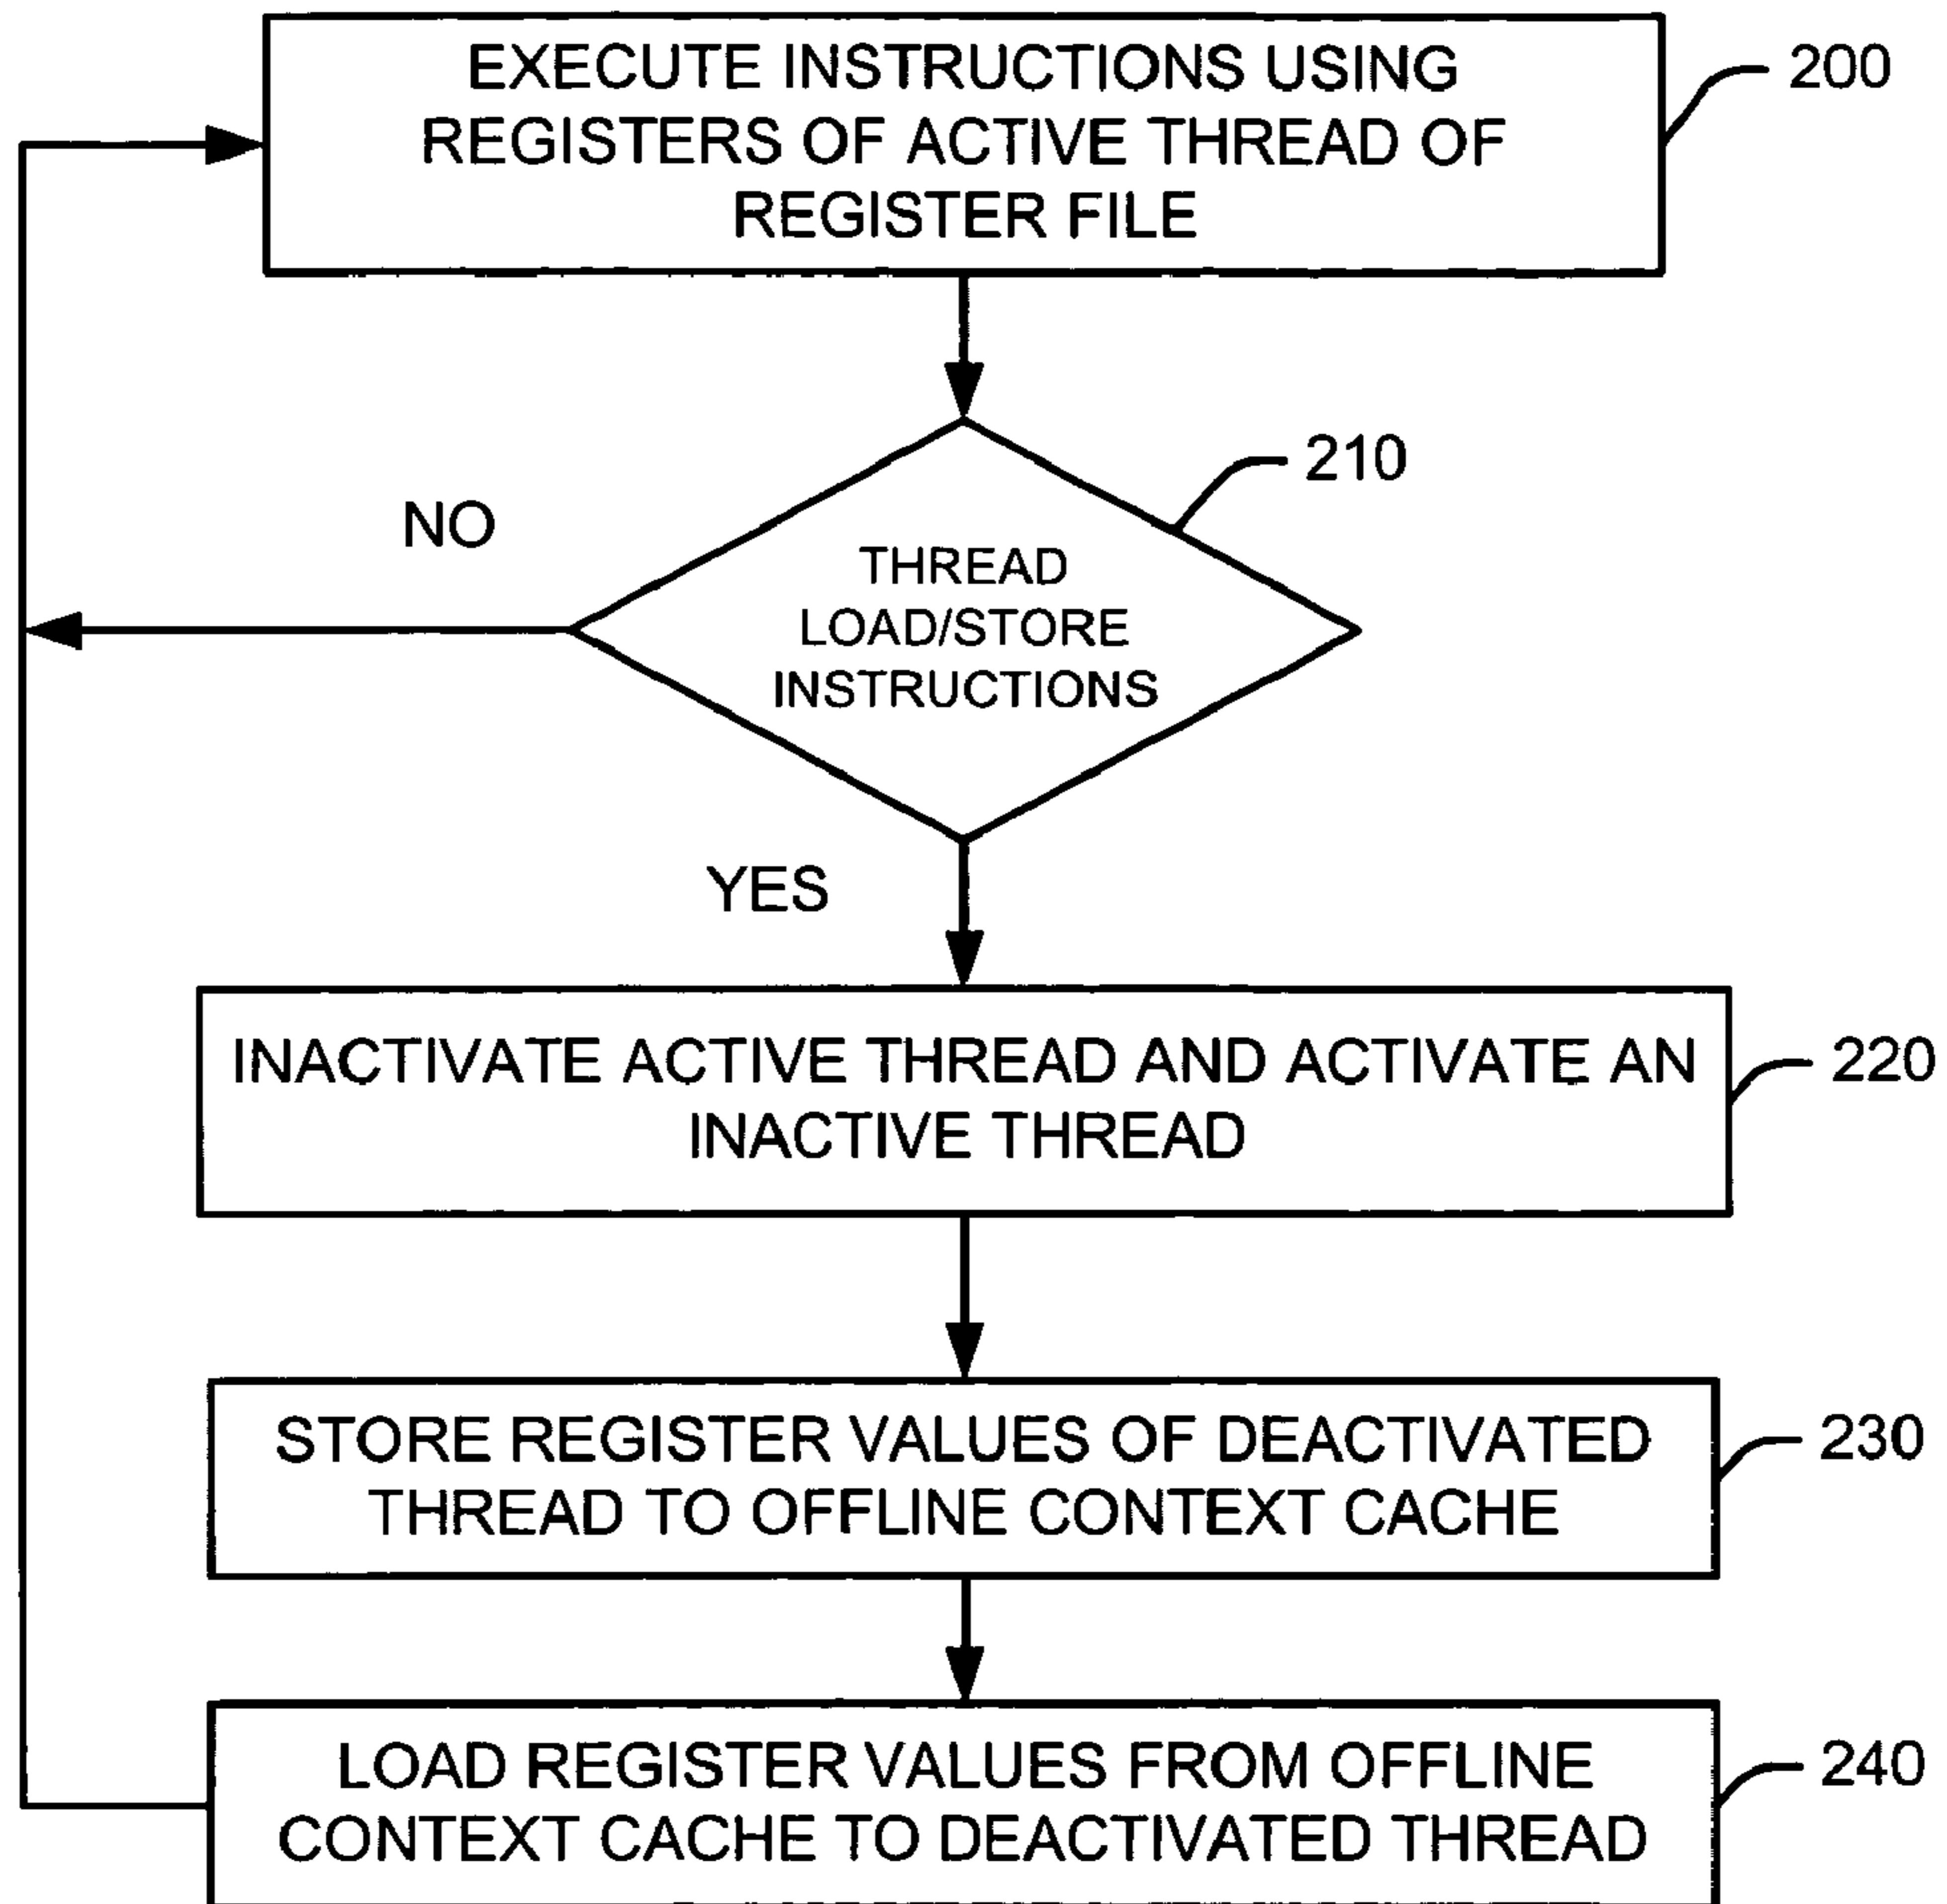 EXECUTE INSTRUCTIONS USING
REGISTERS OF ACTIVE THREAD OF
REGISTER FILE
200
210
NO
THREAD
LOAD/STORE
INSTRUCTIONS
YES
INACTIVATE ACTIVE THREAD AND ACTIVATE AN
INACTIVE THREAD
220
STORE REGISTER VALUES OF DEACTIVATED
THREAD TO OFFLINE CONTEXT CACHE
230
LOAD REGISTER VALUES FROM OFFLINE
CONTEXT CACHE TO DEACTIVATED THREAD
240